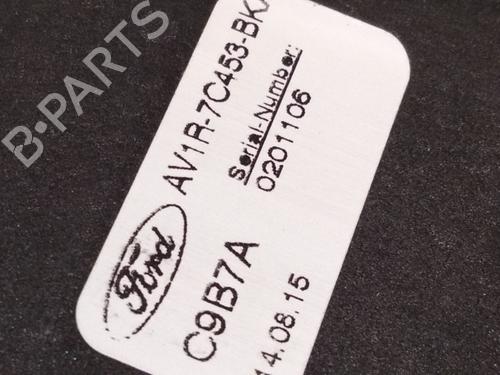 B·PARTS
AV1R-7C453-BK
Serial-Number:
0201106
Ford
C9B7A
14.08.15